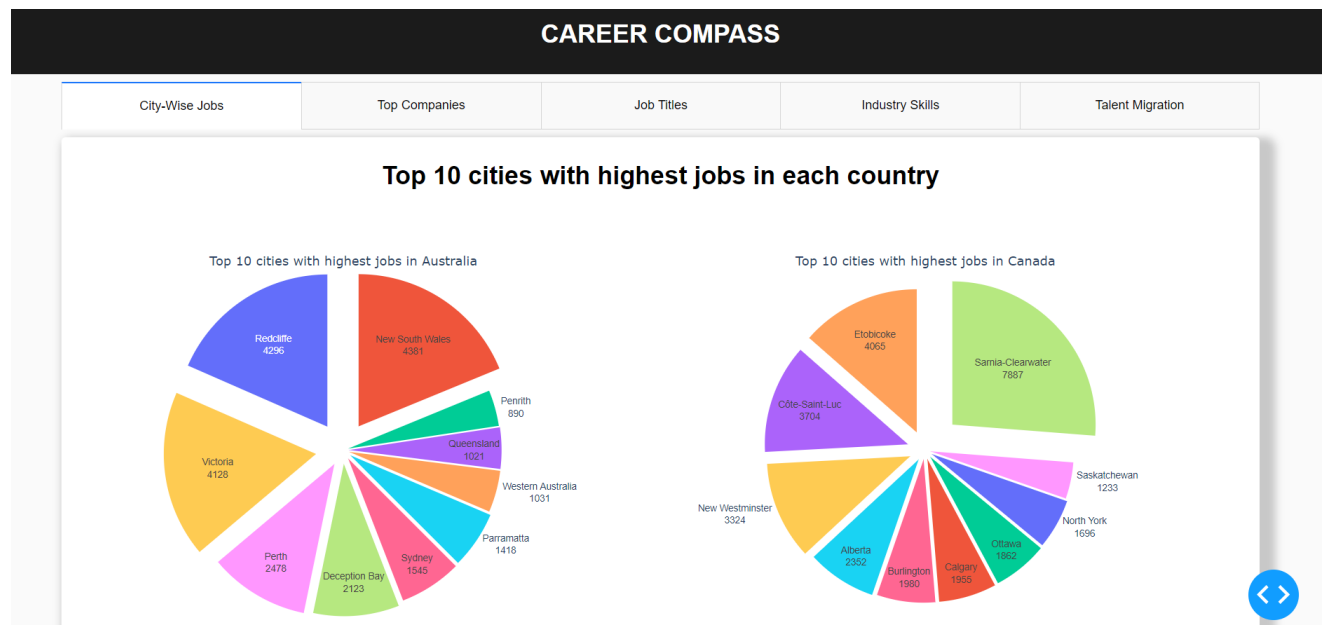 CAREER COMPASS
City-Wise Jobs
Top Companies
Job Titles
Industry Skills
Talent Migration
Top 10 cities with highest jobs in each country
Top 10 cities with highest jobs in Australia
Redcliffe
4296
New South Wales
4381
Penrith
890
Queensland
1021
Western Australia
1031
Parramatta
1418
Sydney
1545
Deception Bay
2123
Perth
2478
Victoria
4128
Top 10 cities with highest jobs in Canada
Etobicoke
4065
Sarnia-Clearwater
7887
Saskatchewan
1233
North York
1696
Ottawa
1862
Calgary
1955
Burlington
1980
Alberta
2352
New Westminster
3324
Côte-Saint-Luc
3704